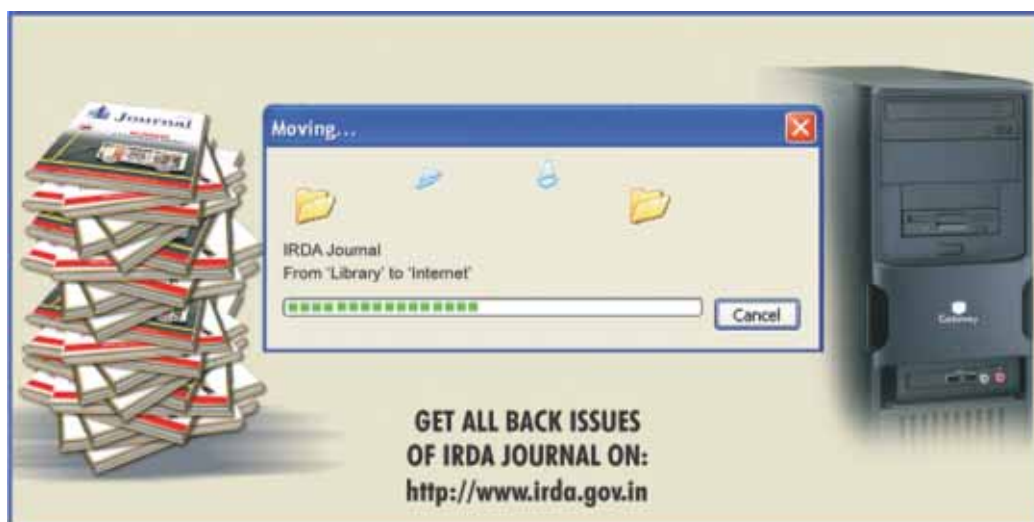 Journal
Moving...
IRDA Journal
From 'Library' to 'Internet'
Cancel
Gateway
GET ALL BACK ISSUES
OF IRDA JOURNAL ON:
http://www.irda.gov.in